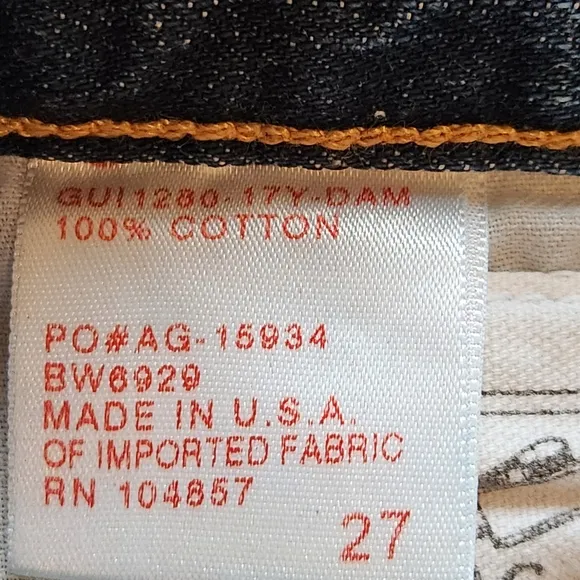 GUI1280-17Y-DAM
100% COTTON
PO#AG-15934
BW6929
MADE IN U.S.A.
OF IMPORTED FABRIC
RN 104857
27